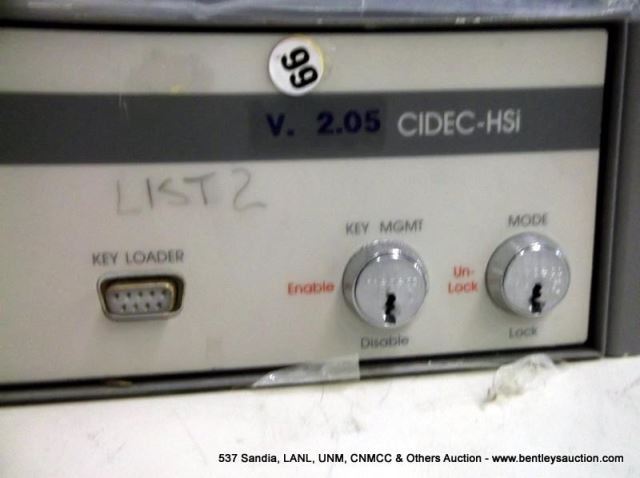 66
V. 2.05 CIDEC-HSi
LIST 2
KEY MGMT
MODE
KEY LOADER
Enable
Un-
Lock
Disable
Lock
537 Sandia, LANL, UNM, CNMCC & Others Auction - www.bentleysauction.com